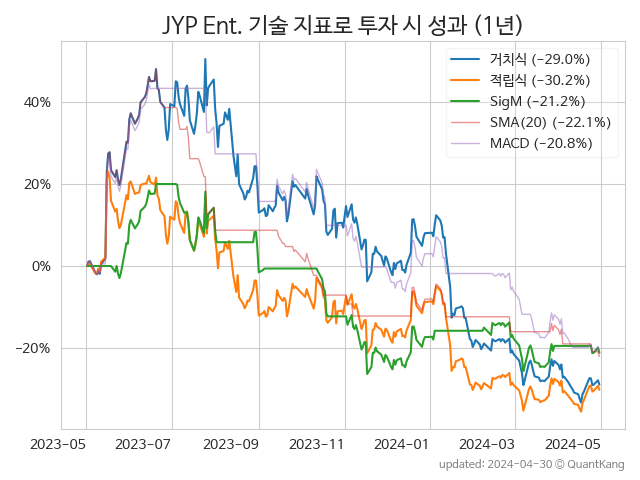 JYP Ent. 기술 지표로 투자 시 성과 (1년)
거치식 (−29.0%)
적립식 (−30.2%)
SigM (−21.2%)
SMA(20) (−22.1%)
MACD (−20.8%)
40%
20%
0%
−20%
2023-05 2023-07 2023-09 2023-11 2024-01 2024-03 2024-05
updated: 2024-04-30 © QuantKang